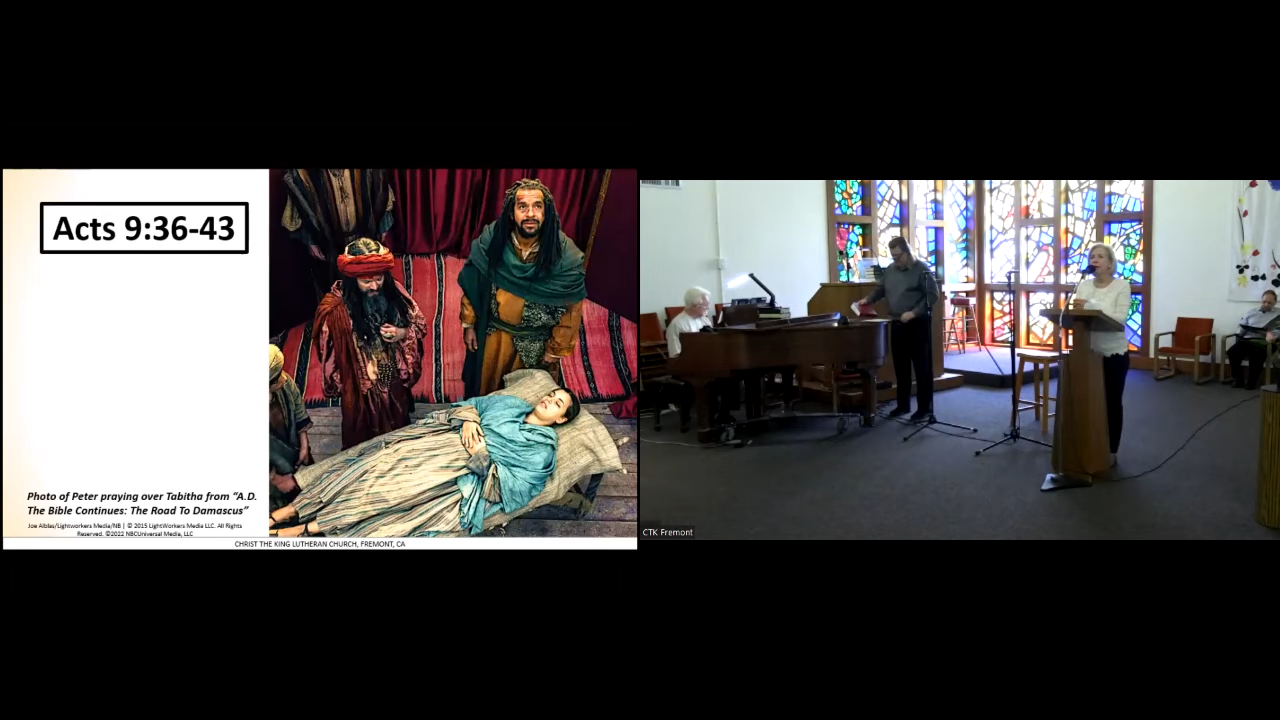 Acts 9:36-43
Photo of Peter praying over Tabitha from “A.D.
The Bible Continues: The Road To Damascus”
Joe Alblas/Lightworkers Media/NB | © 2015 LightWorkers Media LLC. All Rights
Reserved. ©2022 NBCUniversal Media, LLC
CHRIST THE KING LUTHERAN CHURCH, FREMONT, CA
CTK Fremont